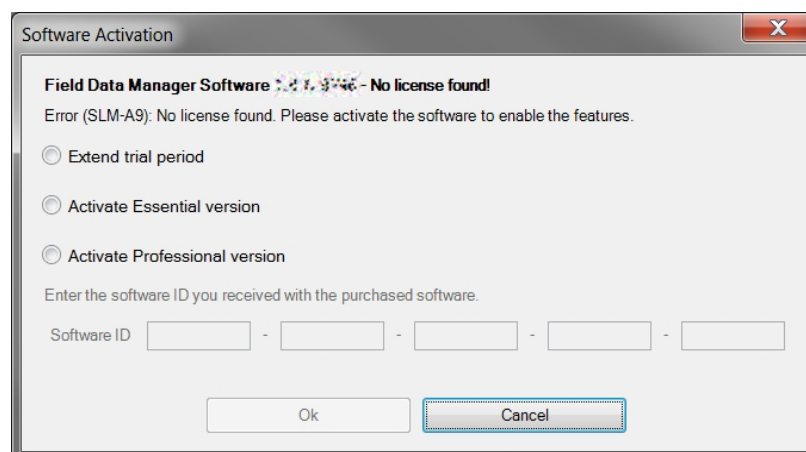 Software Activation
Field Data Manager Software - No license found!
Error (SLM-A9): No license found. Please activate the software to enable the features.
Extend trial period
Activate Essential version
Activate Professional version
Enter the software ID you received with the purchased software.
Software ID - - - -
Ok Cancel